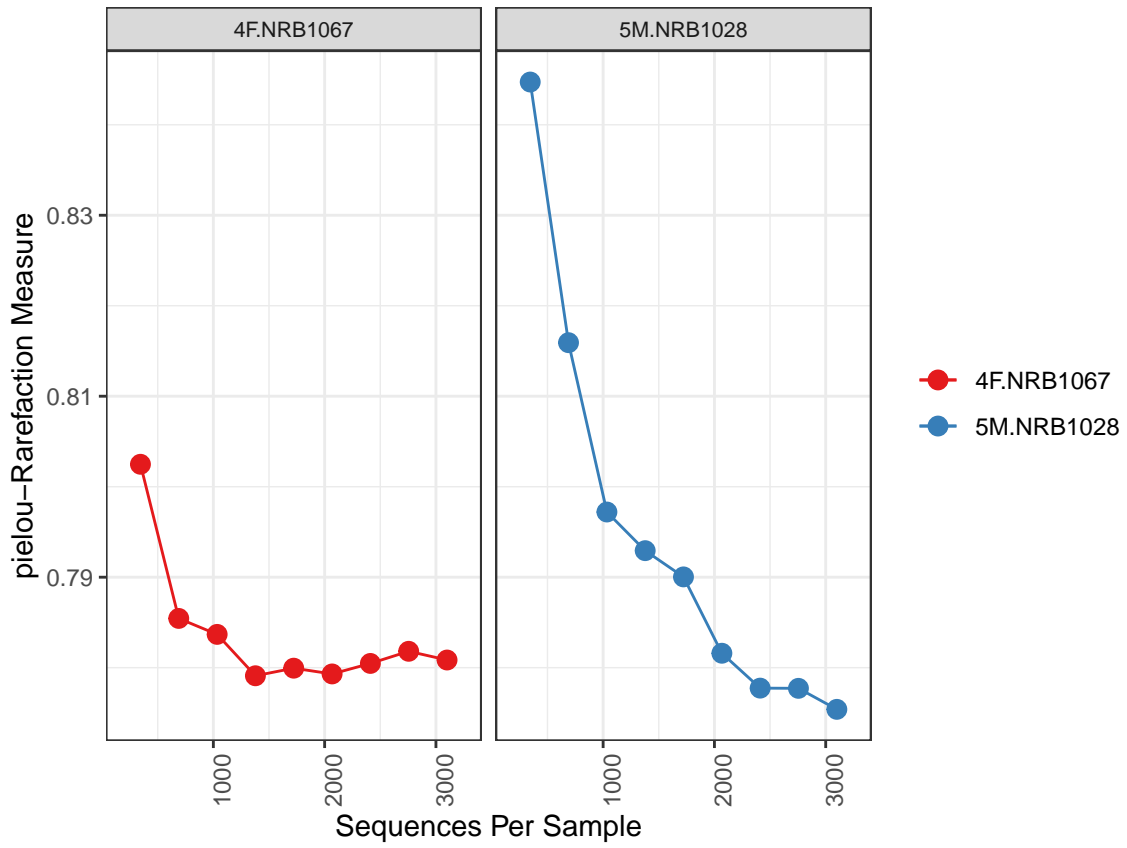 4F.NRB1067
5M.NRB1028
pielou−Rarefaction Measure
0.83
0.81
0.79
1000
2000
3000
1000
2000
3000
Sequences Per Sample
4F.NRB1067
5M.NRB1028